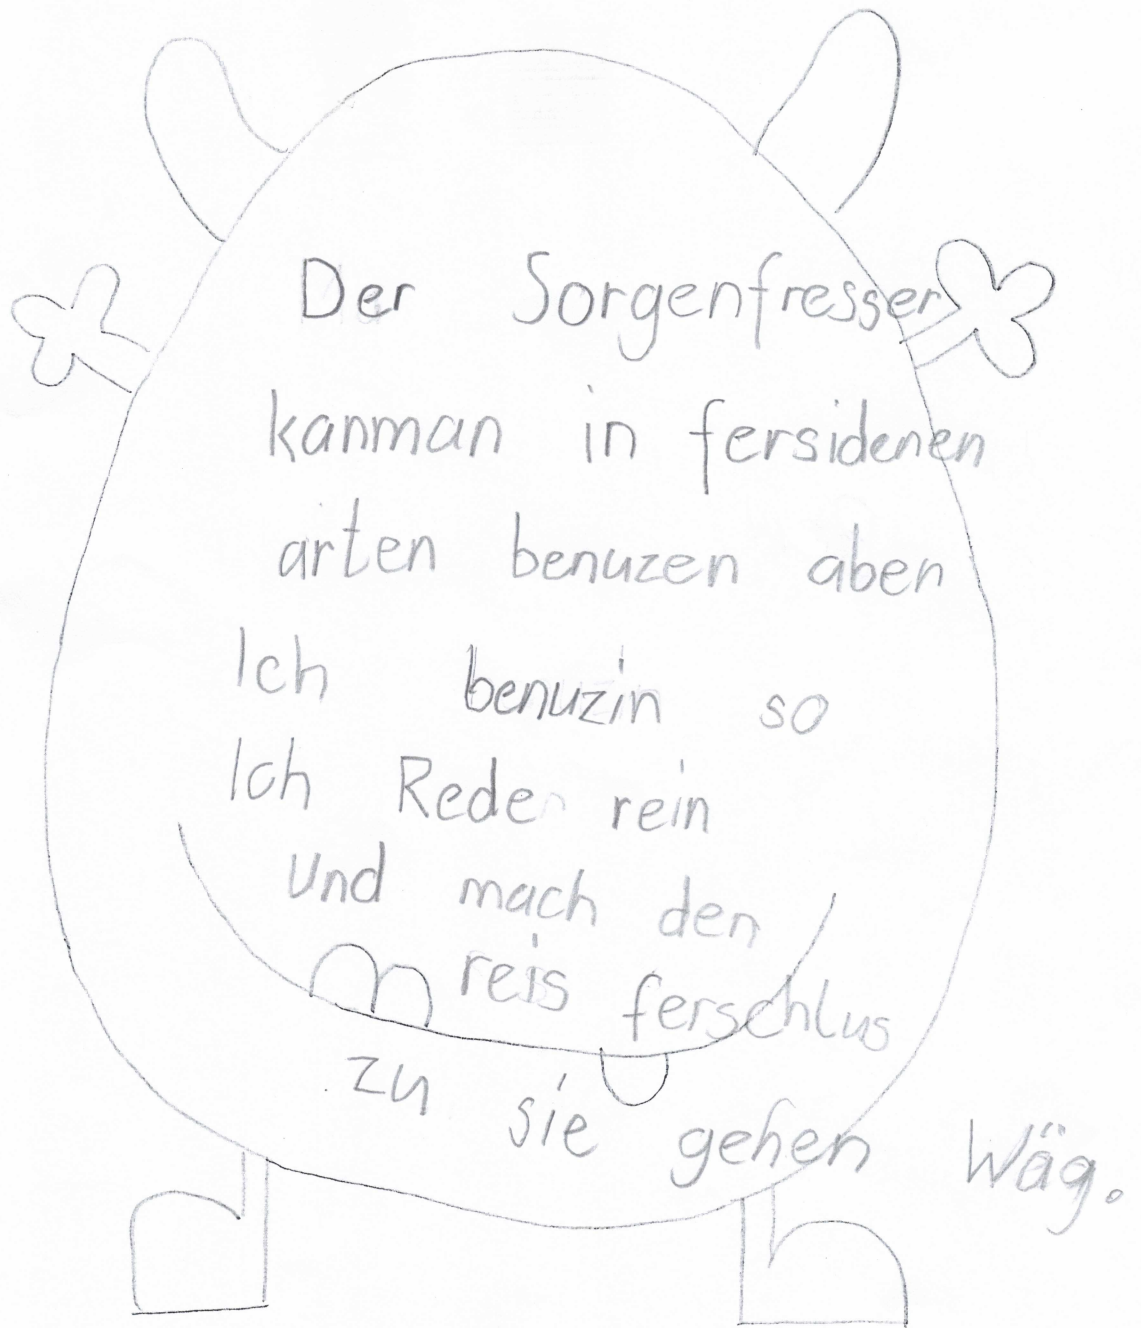 Der Sorgenfresser
kanman in fersidenen
arten benuzen aben
Ich benuzin so
Ich Rede rein
und mach den
reis ferschlus
zu sie gehen Wäg.